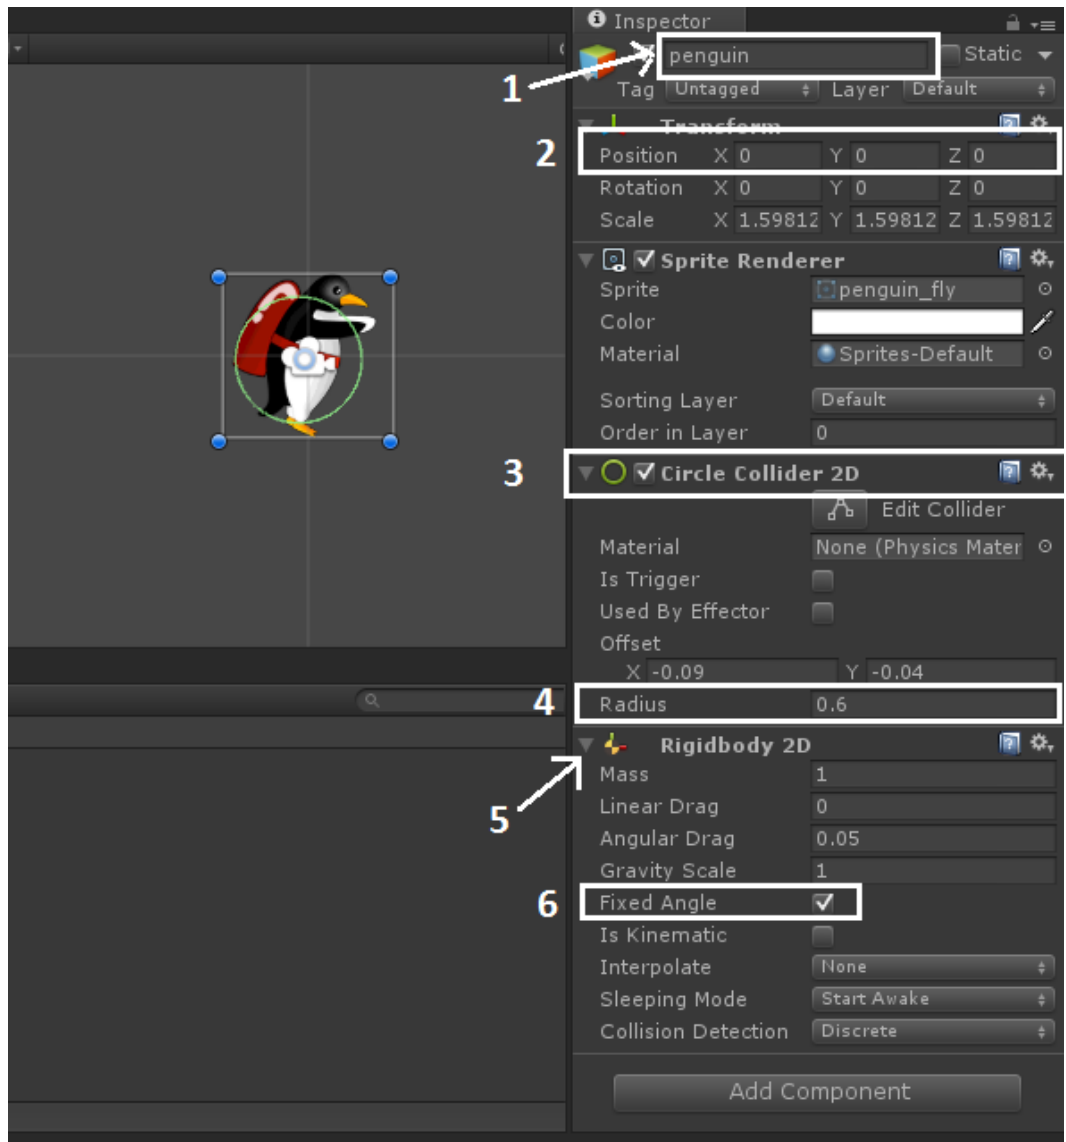 Inspector
penguin Static
1
Tag Untagged Layer Default
Transform
2
Position X 0 Y 0 Z 0
Rotation X 0 Y 0 Z 0
Scale X 1.59812 Y 1.59812 Z 1.59812
Sprite Renderer
Sprite penguin_fly
Color
Material Sprites-Default
Sorting Layer Default
Order in Layer 0
3
Circle Collider 2D
Edit Collider
Material None (Physics Mater
Is Trigger
Used By Effector
Offset
X -0.09 Y -0.04
4
Radius 0.6
Rigidbody 2D
Mass 1
Linear Drag 0
5
Angular Drag 0.05
Gravity Scale 1
6
Fixed Angle
Is Kinematic
Interpolate None
Sleeping Mode Start Awake
Collision Detection Discrete
Add Component